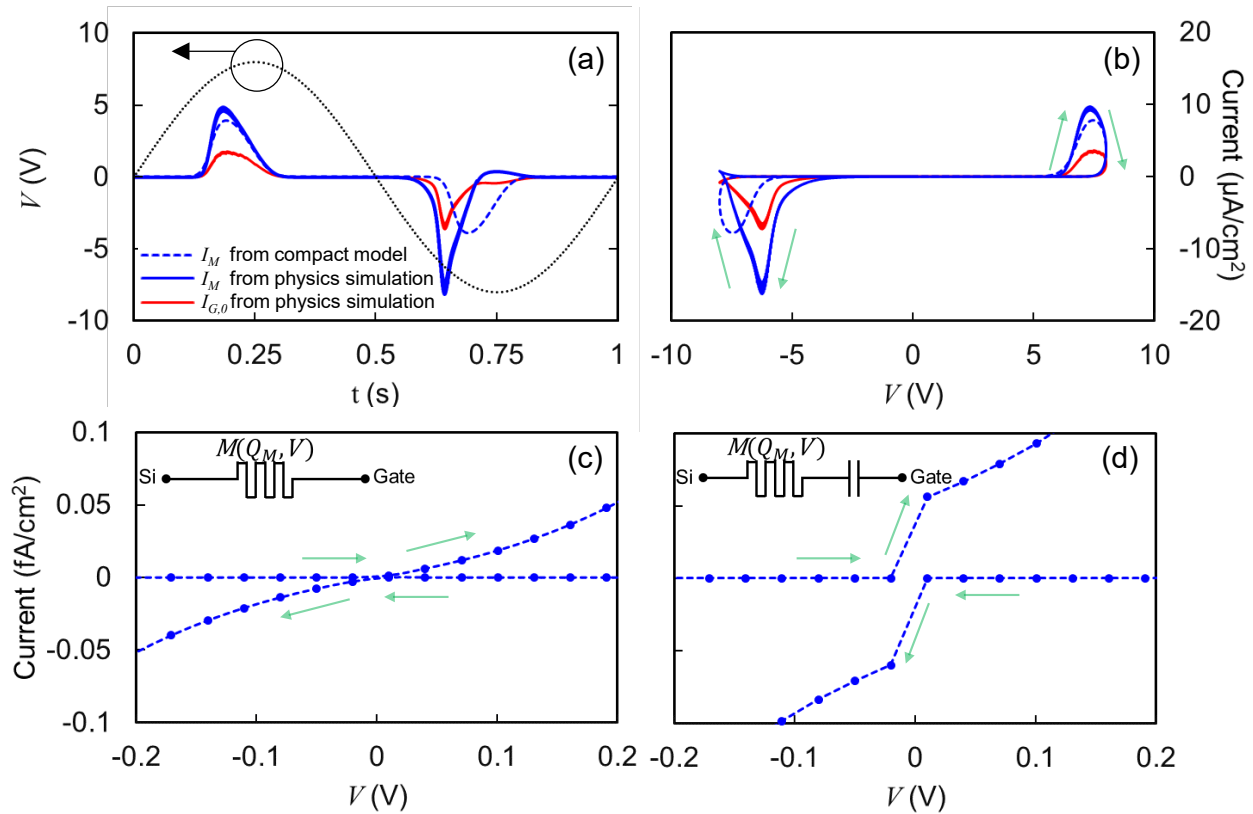 10
5
0
-5
-10
V (V)
(a)
I_M from compact model
I_M from physics simulation
I_{G,0} from physics simulation
0
0.25
0.5
0.75
1
t (s)
(b)
20
10
0
-10
-20
Current (μA/cm²)
-10
-5
0
5
10
V (V)
0.1
0.05
0
-0.05
-0.1
Current (fA/cm²)
M(Q_M, V)
Si
Gate
(c)
-0.2
-0.1
0
0.1
0.2
V (V)
M(Q_M, V)
Si
Gate
(d)
-0.2
-0.1
0
0.1
0.2
V (V)